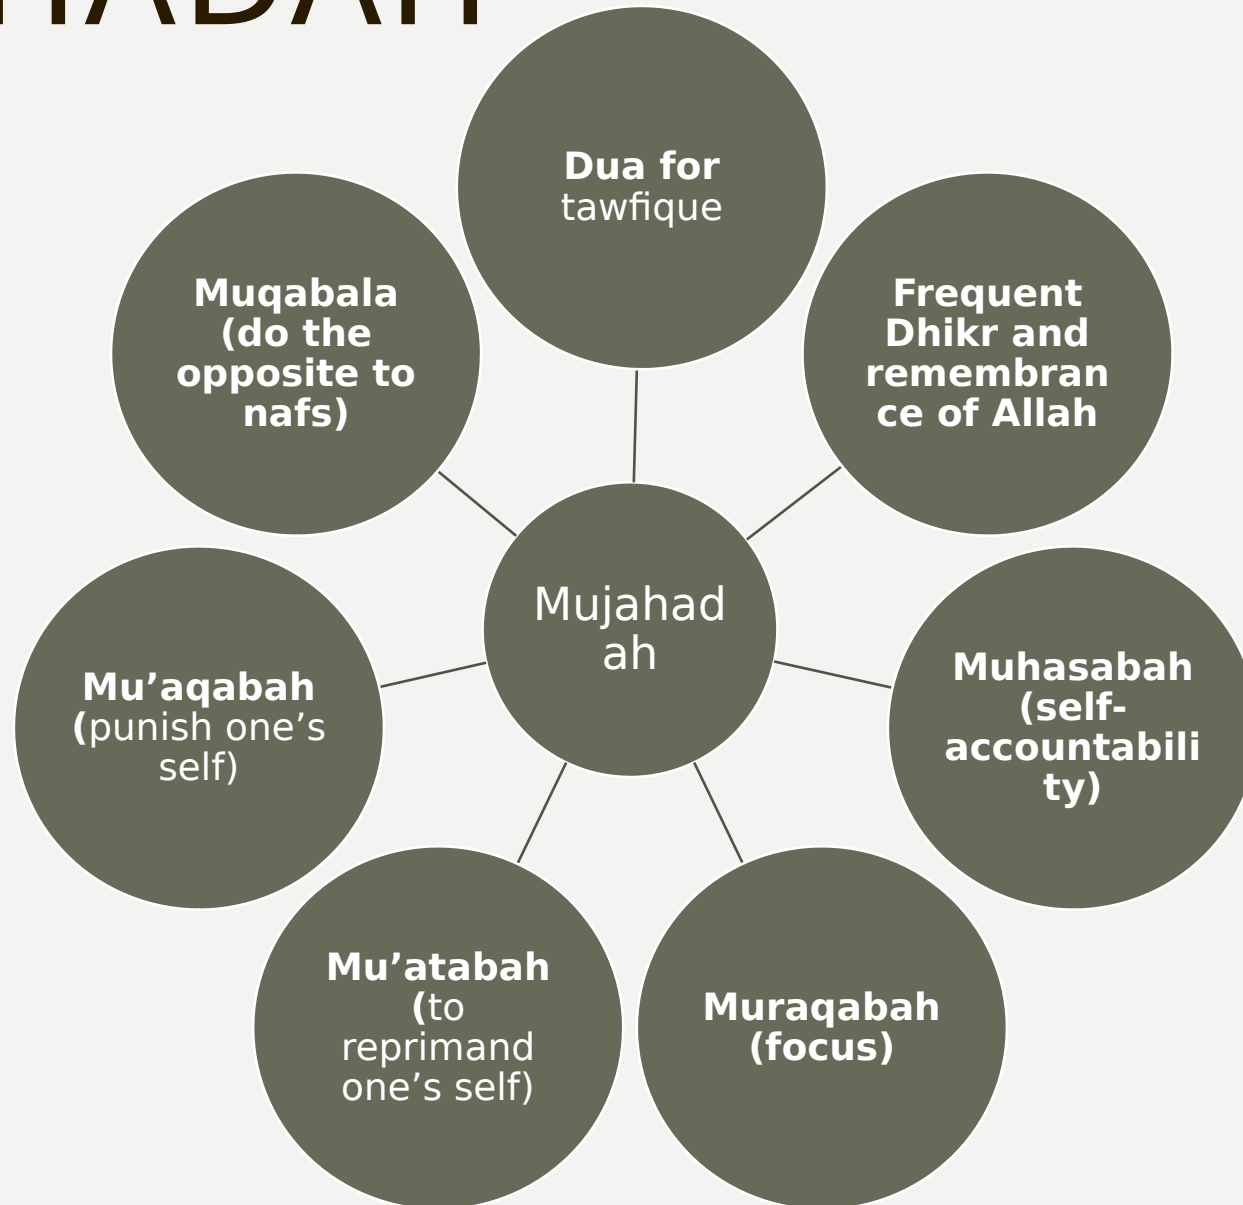 Dua for
tawfique
Frequent
Dhikr and
remembran
ce of Allah
Muhasabah
(self-
accountabili
ty)
Muraqabah
(focus)
Mu’atabah
(to
reprimand
one’s self)
Mu’aqabah
(punish one’s
self)
Muqabala
(do the
opposite to
nafs)
Mujahad
ah